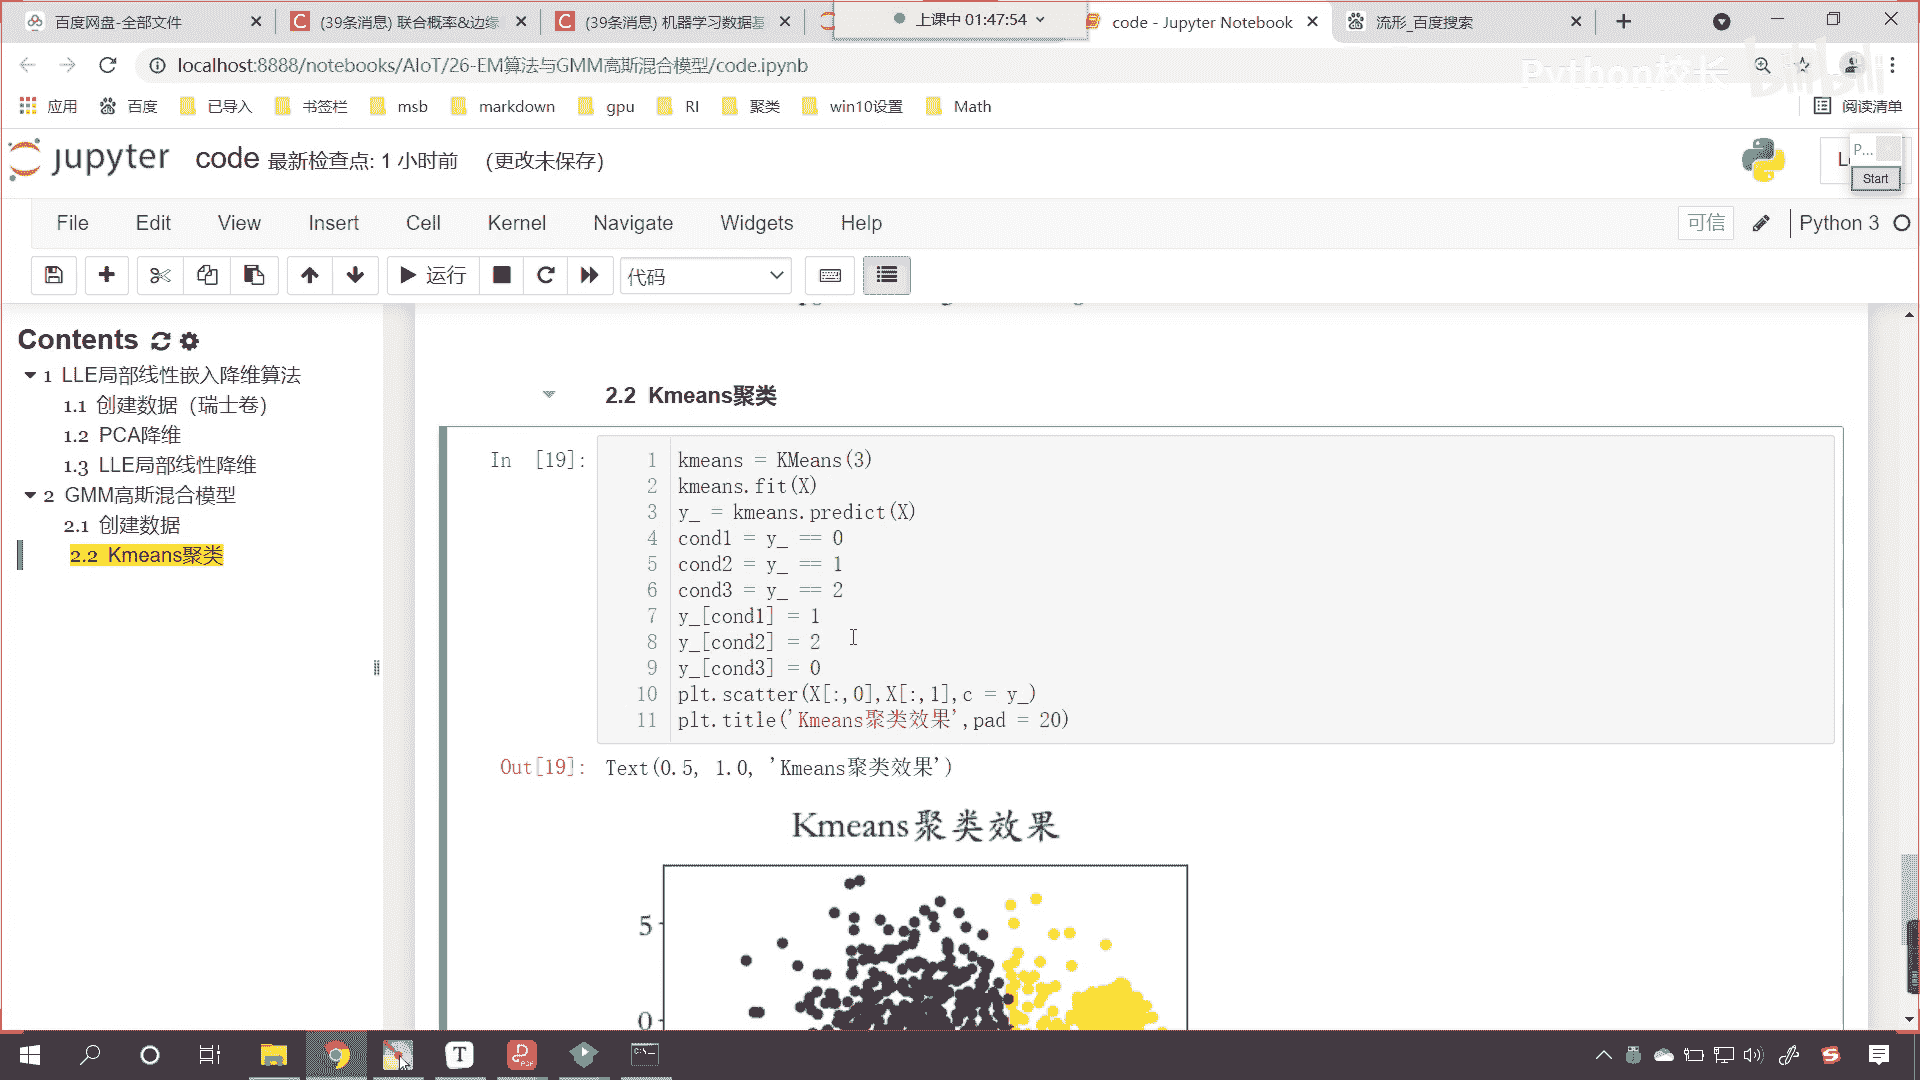 百度网盘-全部文件
(39条消息) 联合概率&边缘
(39条消息) 机器学习数据基
上课中 01:47:54
code - Jupyter Notebook
流形_百度搜索
localhost:8888/notebooks/AIoT/26-EM算法与GMM高斯混合模型/code.ipynb
Python校长
bilibili
应用 百度 已导入 书签栏 msb markdown gpu RI 聚类 win10设置 Math 阅读清单
jupyter code 最新检查点: 1 小时前 (更改未保存)
P...
Start
File Edit View Insert Cell Kernel Navigate Widgets Help 可信 Python 3
运行 代码
Contents
1 LLE局部线性嵌入降维算法
1.1 创建数据（瑞士卷）
1.2 PCA降维
1.3 LLE局部线性降维
2 GMM高斯混合模型
2.1 创建数据
2.2 Kmeans聚类
2.2 Kmeans聚类
In [19]:
1 kmeans = KMeans(3)
2 kmeans.fit(X)
3 y_ = kmeans.predict(X)
4 cond1 = y_ == 0
5 cond2 = y_ == 1
6 cond3 = y_ == 2
7 y_[cond1] = 1
8 y_[cond2] = 2
9 y_[cond3] = 0
10 plt.scatter(X[:,0],X[:,1],c = y_)
11 plt.title('Kmeans聚类效果',pad = 20)
Out[19]: Text(0.5, 1.0, 'Kmeans聚类效果')
Kmeans聚类效果
5
0